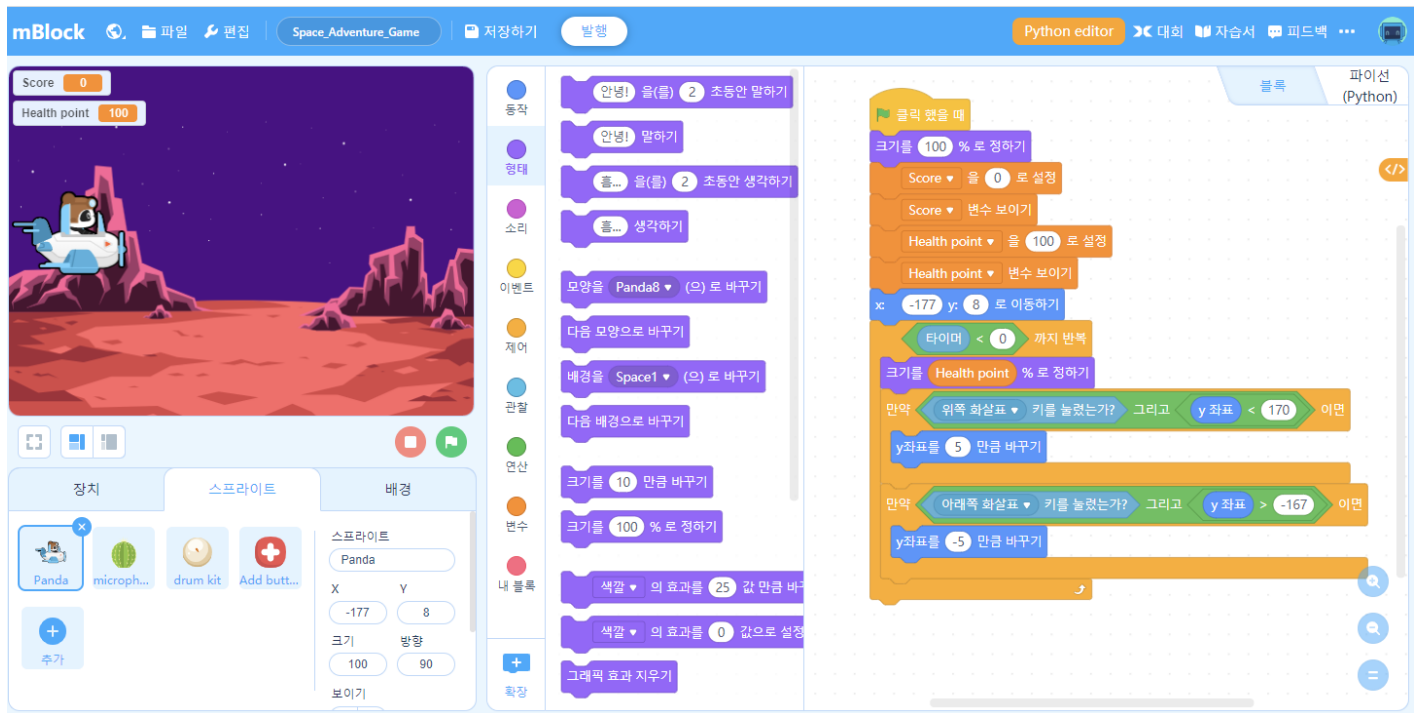 mBlock 파일 편집 Space_Adventure_Game 저장하기 발행 Python editor 대회 자습서 피드백
Score 0
Health point 100
장치 스프라이트 배경
Panda
microph...
drum kit
Add butt...
추가
스프라이트
Panda
X Y
-177 8
크기 방향
100 90
보이기
동작
형태
소리
이벤트
제어
관찰
연산
변수
내 블록
확장
안녕! 을(를) 2 초동안 말하기
안녕! 말하기
흠... 을(를) 2 초동안 생각하기
흠... 생각하기
모양을 Panda8 (으) 로 바꾸기
다음 모양으로 바꾸기
배경을 Space1 (으) 로 바꾸기
다음 배경으로 바꾸기
크기를 10 만큼 바꾸기
크기를 100 % 로 정하기
색깔 의 효과를 25 값 만큼 바
색깔 의 효과를 0 값으로 설정
그래픽 효과 지우기
블록
파이선
(Python)
</>
클릭 했을 때
크기를 100 % 로 정하기
Score 을 0 로 설정
Score 변수 보이기
Health point 을 100 로 설정
Health point 변수 보이기
x: -177 y: 8 로 이동하기
타이머 < 0 까지 반복
크기를 Health point % 로 정하기
만약 위쪽 화살표 키를 눌렀는가? 그리고 y 좌표 < 170 이면
y좌표를 5 만큼 바꾸기
만약 아래쪽 화살표 키를 눌렀는가? 그리고 y 좌표 > -167 이면
y좌표를 -5 만큼 바꾸기